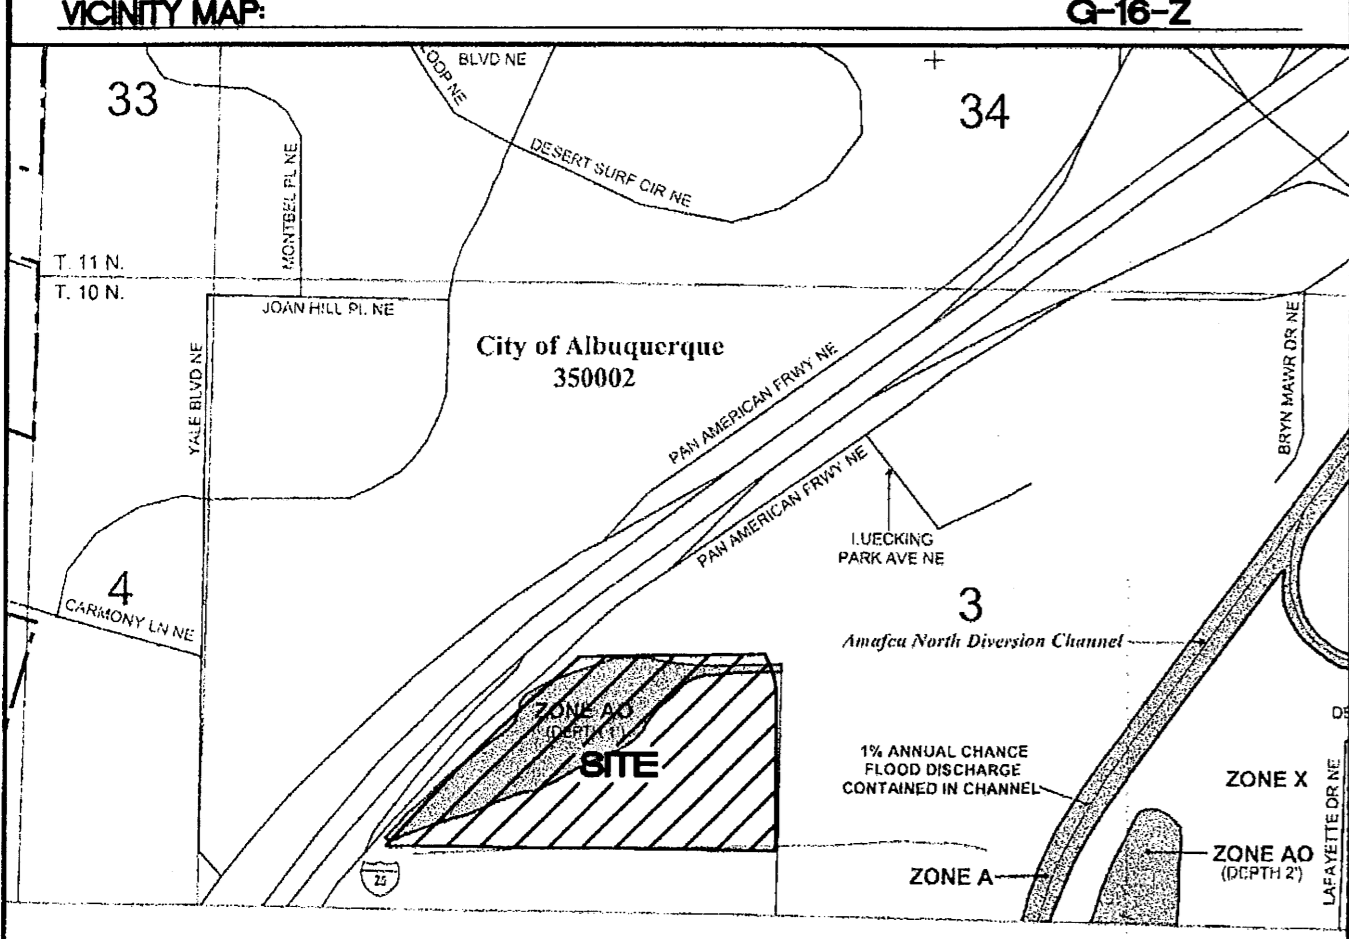 VICINITY MAP:
G-16-Z
33
LOOP NE
BLVD NE
34
DESERT SURF CIR NE
MONTBEL PL NE
T. 11 N.
T. 10 N.
JOAN HILL PL NE
City of Albuquerque
350002
YALE BLVD NE
PAN AMERICAN FRWY NE
PAN AMERICAN FRWY NE
BRYN MAWR DR NE
LUECKING
PARK AVE NE
4
CARMONY LN NE
3
Amafca North Diversion Channel
ZONE AO
(DEPTH 1')
SITE
1% ANNUAL CHANCE
FLOOD DISCHARGE
CONTAINED IN CHANNEL
ZONE X
LAFAYETTE DR NE
ZONE AO
(DEPTH 2')
ZONE A
25